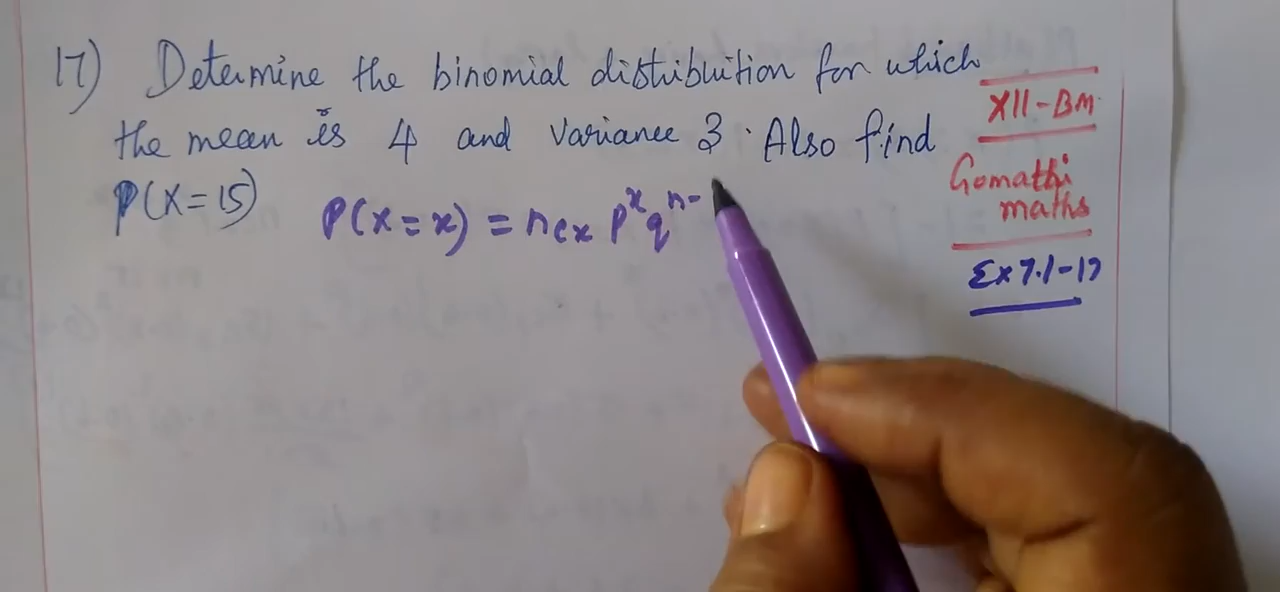 17) Determine the binomial distribiution for which
the mean is 4 and variance 3. Also find
P(X=15)
P(x=x) = ncx p^x q^n-
XII-BM
Gomathi
maths
Ex 7.1-17